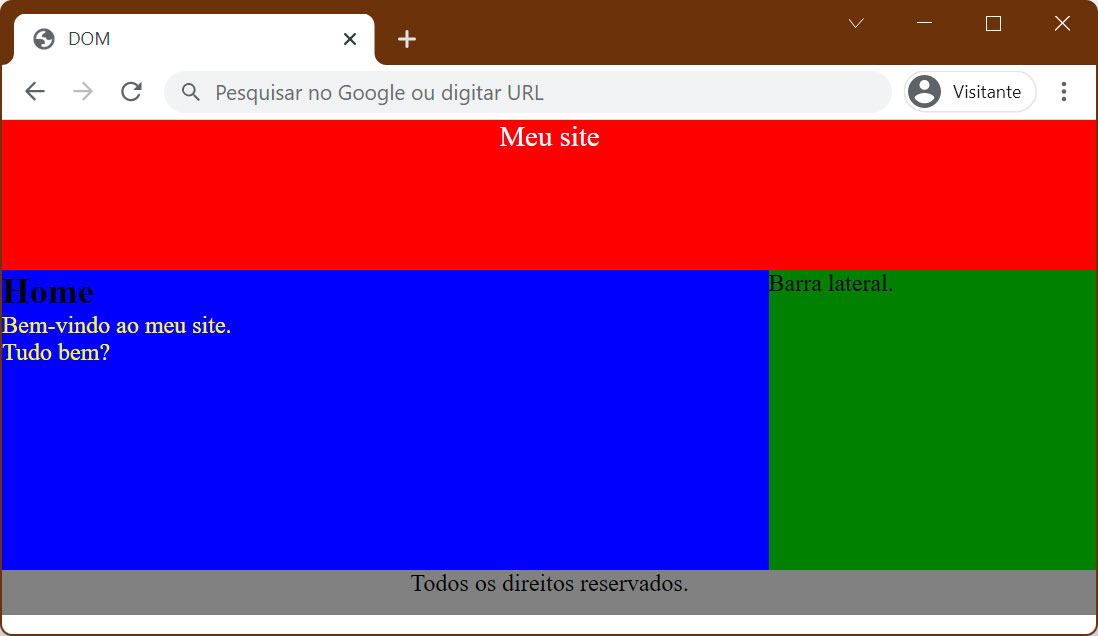 DOM
Pesquisar no Google ou digitar URL
Visitante
Meu site
Home
Bem-vindo ao meu site.
Tudo bem?
Barra lateral.
Todos os direitos reservados.